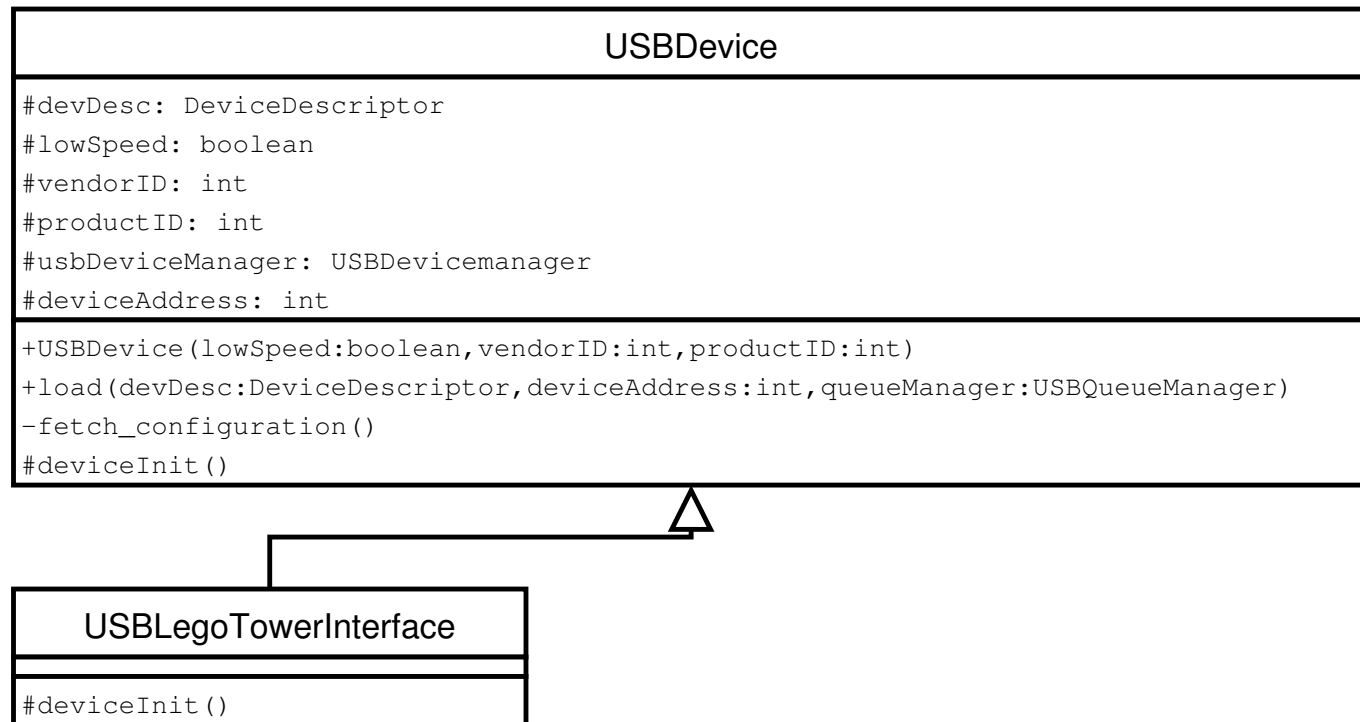 USBDevice
#devDesc: DeviceDescriptor
#lowSpeed: boolean
#vendorID: int
#productID: int
#usbDeviceManager: USBDevicemanager
#deviceAddress: int
+USBDevice(lowSpeed:boolean,vendorID:int,productID:int)
+load(devDesc:DeviceDescriptor,deviceAddress:int,queueManager:USBQueueManager)
-fetch_configuration()
#deviceInit()
USBLegoTowerInterface
#deviceInit()